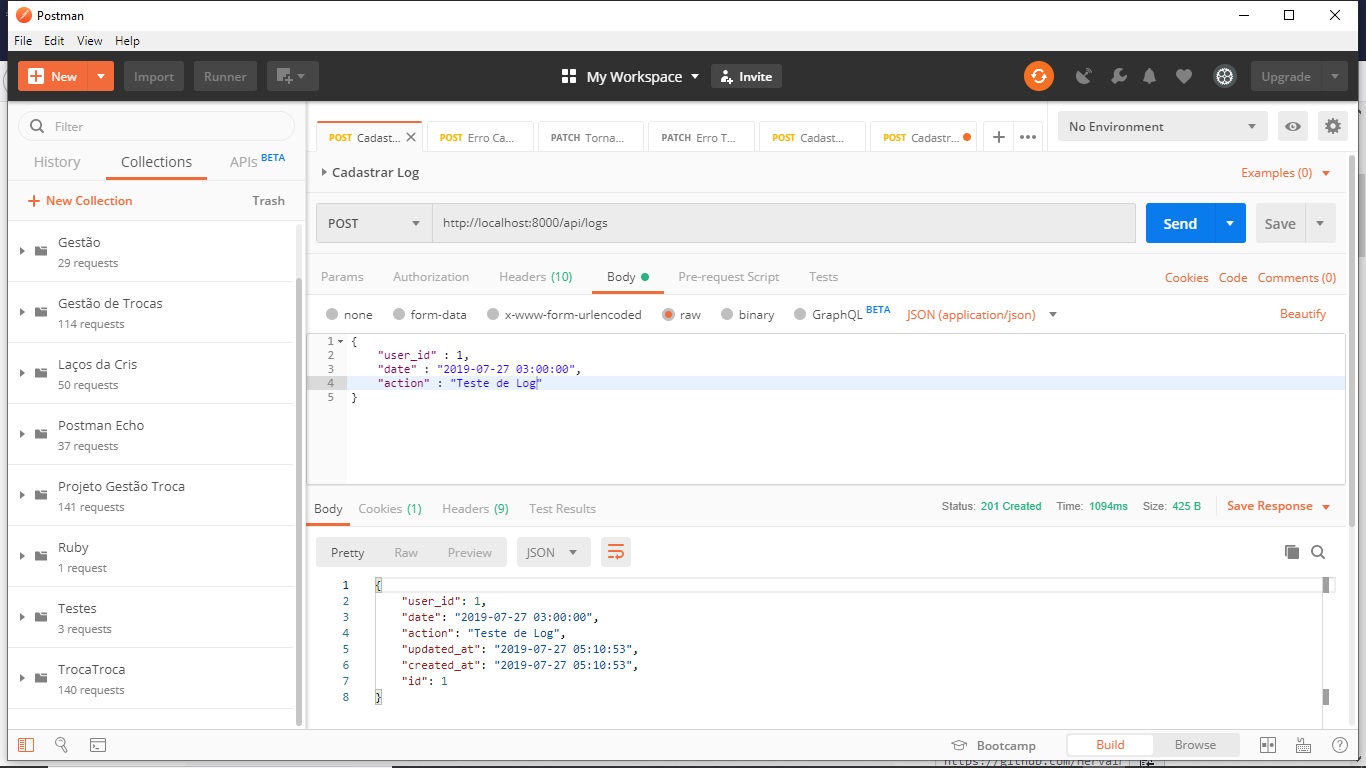 Postman
File Edit View Help
New Import Runner My Workspace Invite Upgrade
Filter
History Collections APIs BETA
New Collection Trash
Gestão
29 requests
Gestão de Trocas
114 requests
Laços da Cris
50 requests
Postman Echo
37 requests
Projeto Gestão Troca
141 requests
Ruby
1 request
Testes
3 requests
TrocaTroca
140 requests
POST Cadast... POST Erro Ca... PATCH Torna... PATCH Erro T... POST Cadast... POST Cadastr... No Environment
Cadastrar Log Examples (0)
POST http://localhost:8000/api/logs Send Save
Params Authorization Headers (10) Body Pre-request Script Tests Cookies Code Comments (0)
none form-data x-www-form-urlencoded raw binary GraphQL BETA JSON (application/json) Beautify
1 {
2 "user_id" : 1,
3 "date" : "2019-07-27 03:00:00",
4 "action" : "Teste de Log"
5 }
Body Cookies (1) Headers (9) Test Results Status: 201 Created Time: 1094ms Size: 425 B Save Response
Pretty Raw Preview JSON
1 {
2 "user_id": 1,
3 "date": "2019-07-27 03:00:00",
4 "action": "Teste de Log",
5 "updated_at": "2019-07-27 05:10:53",
6 "created_at": "2019-07-27 05:10:53",
7 "id": 1
8 }
Bootcamp Build Browse